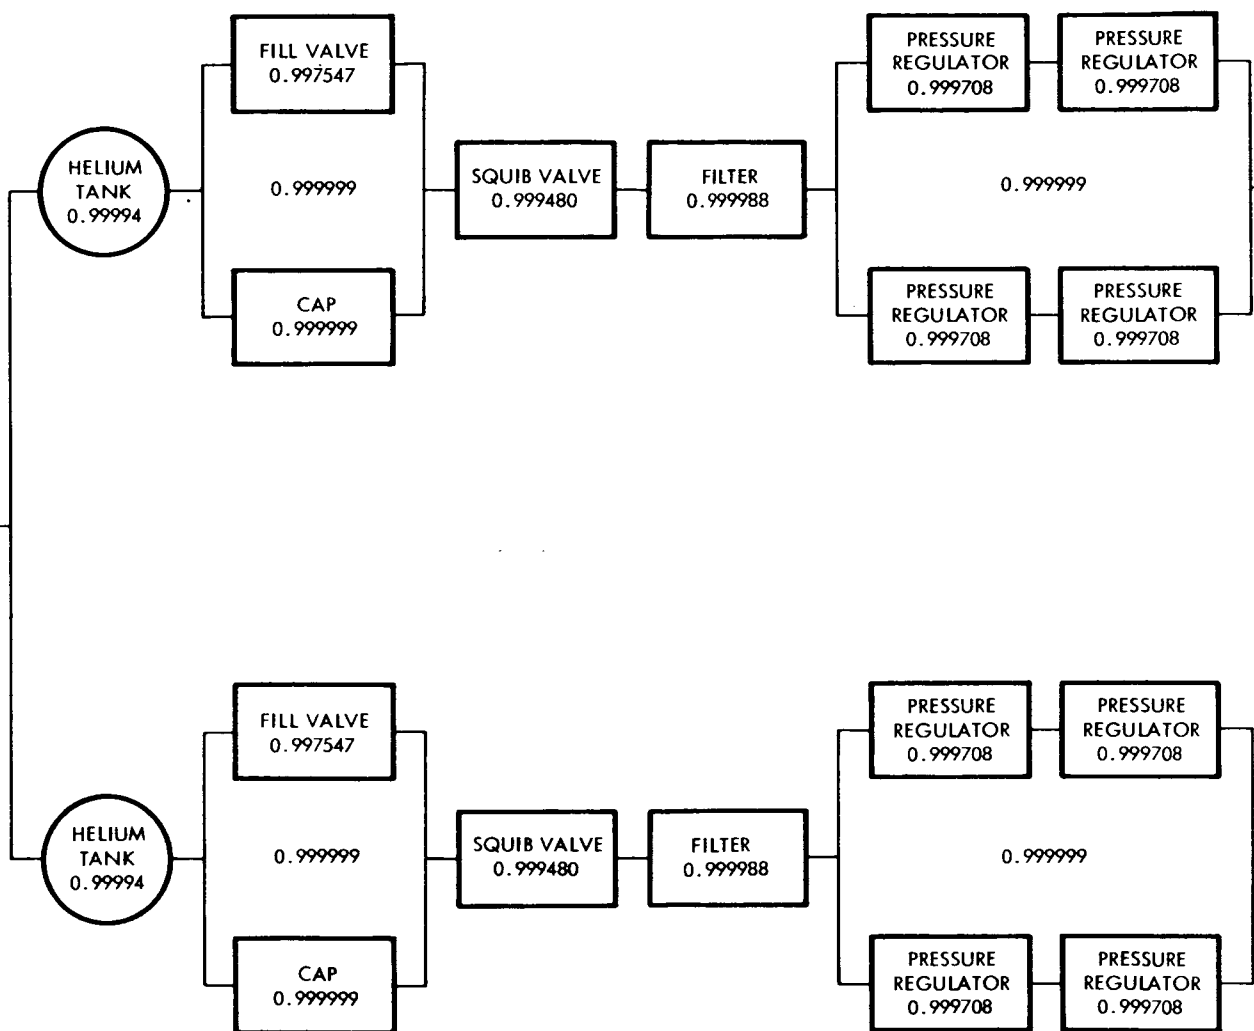 FILL VALVE
0.997547
PRESSURE
REGULATOR
0.999708
PRESSURE
REGULATOR
0.999708
HELIUM
TANK
0.99994
0.999999
SQUIB VALVE
0.999480
FILTER
0.999988
0.999999
CAP
0.999999
PRESSURE
REGULATOR
0.999708
PRESSURE
REGULATOR
0.999708
FILL VALVE
0.997547
PRESSURE
REGULATOR
0.999708
PRESSURE
REGULATOR
0.999708
HELIUM
TANK
0.99994
0.999999
SQUIB VALVE
0.999480
FILTER
0.999988
0.999999
CAP
0.999999
PRESSURE
REGULATOR
0.999708
PRESSURE
REGULATOR
0.999708